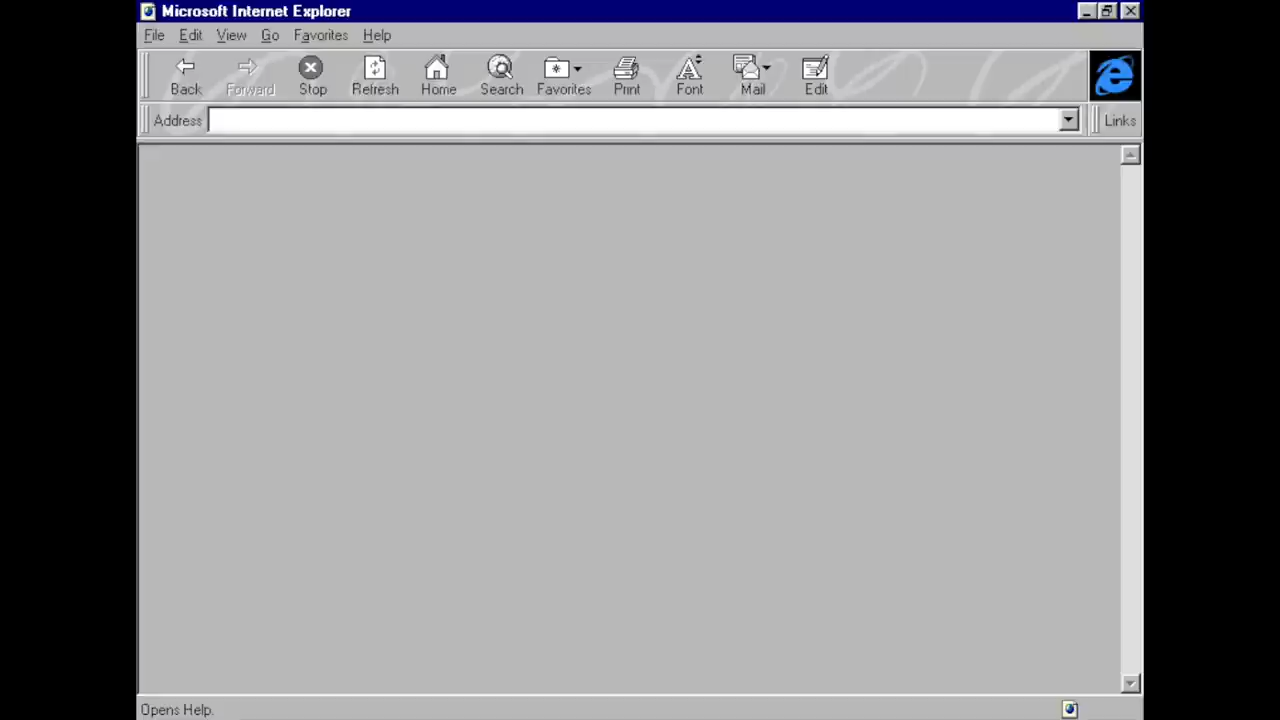 Microsoft Internet Explorer
File Edit View Go Favorites Help
Back Forward Stop Refresh Home Search Favorites Print Font Mail Edit
Address Links
Opens Help.